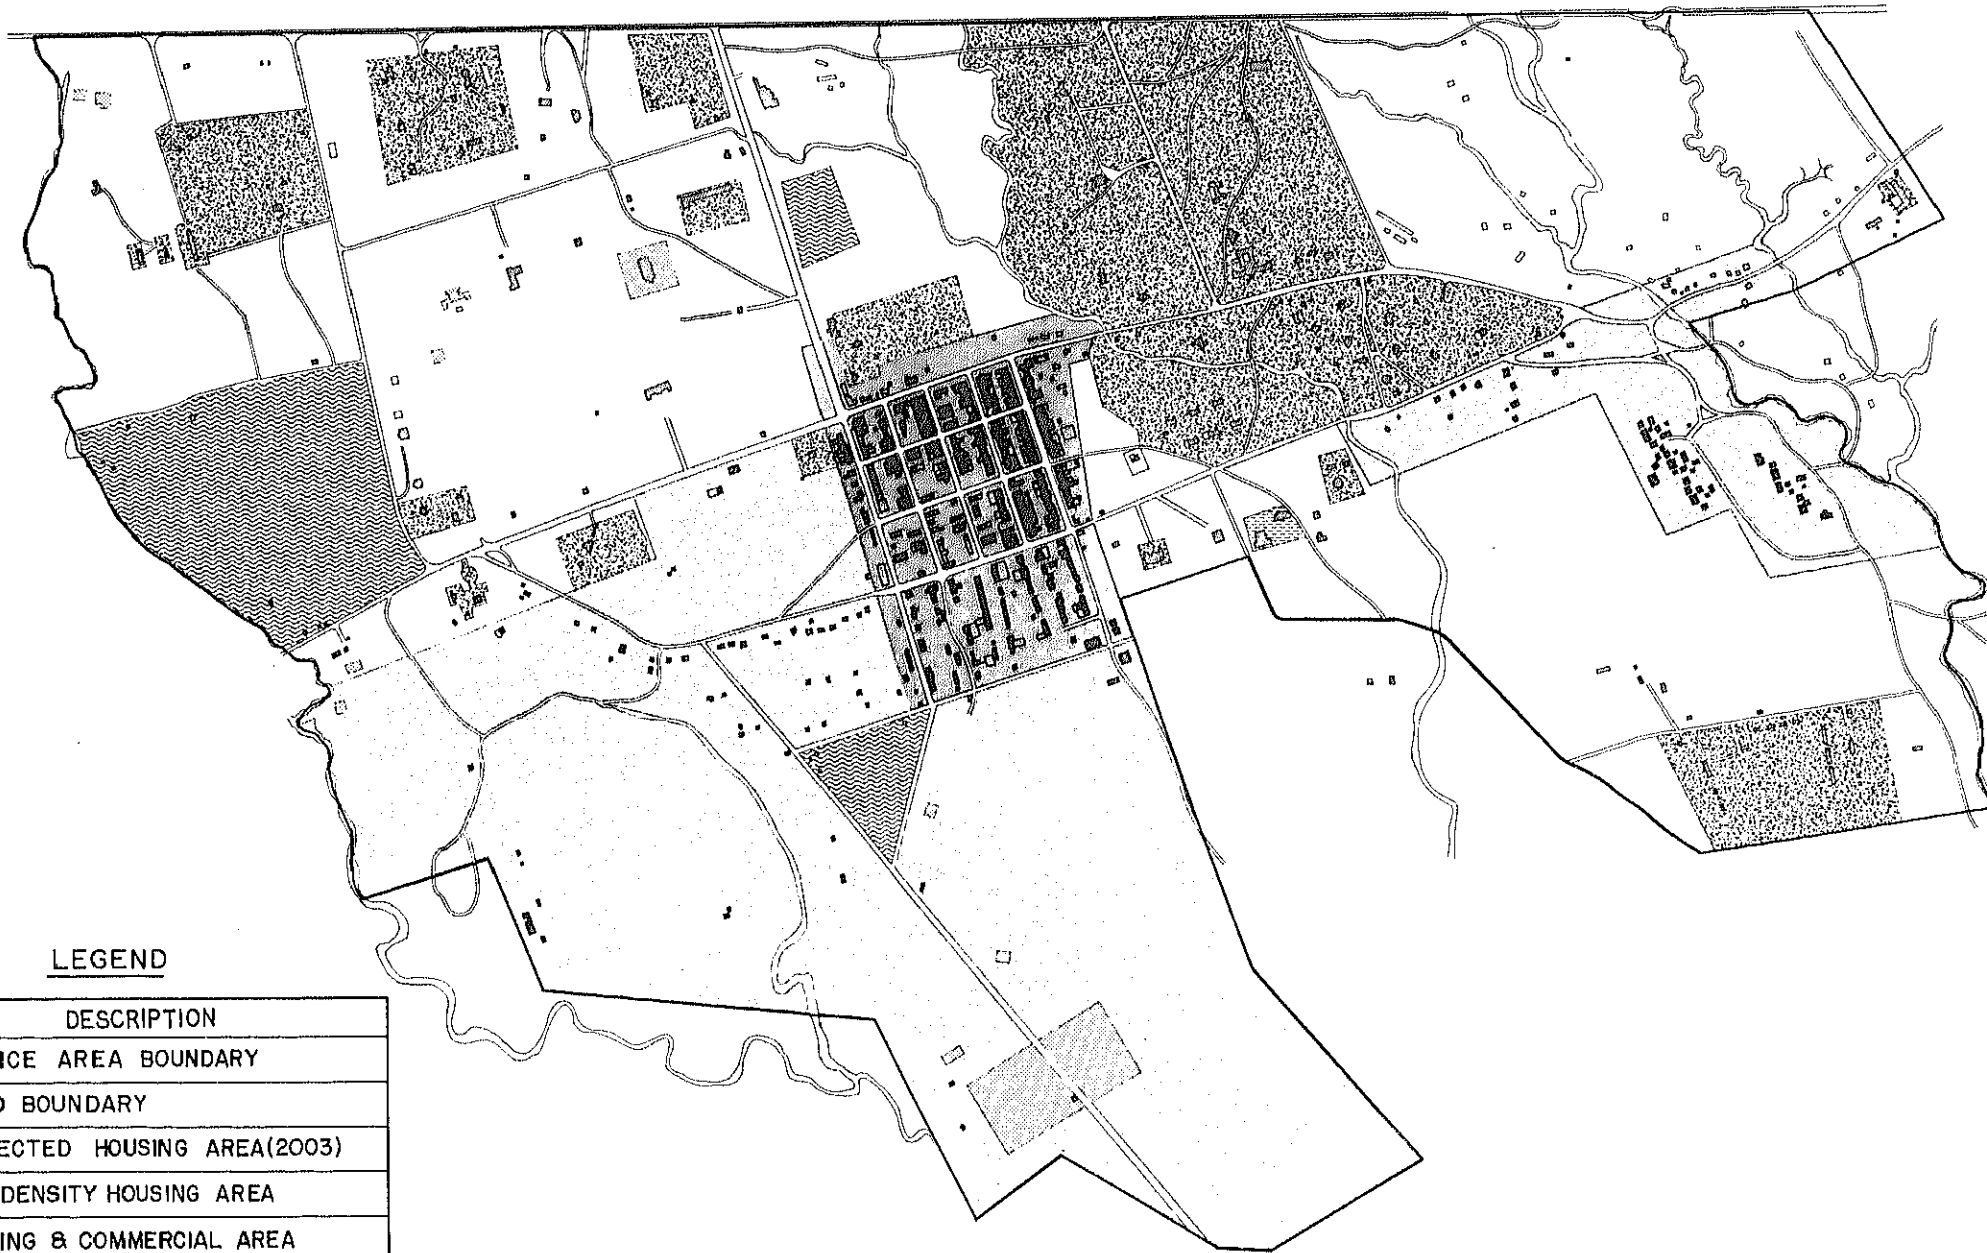 LEGEND
DESCRIPTION
ICE AREA BOUNDARY
BOUNDARY
ECTED HOUSING AREA(2003)
DENSITY HOUSING AREA
ING & COMMERCIAL AREA